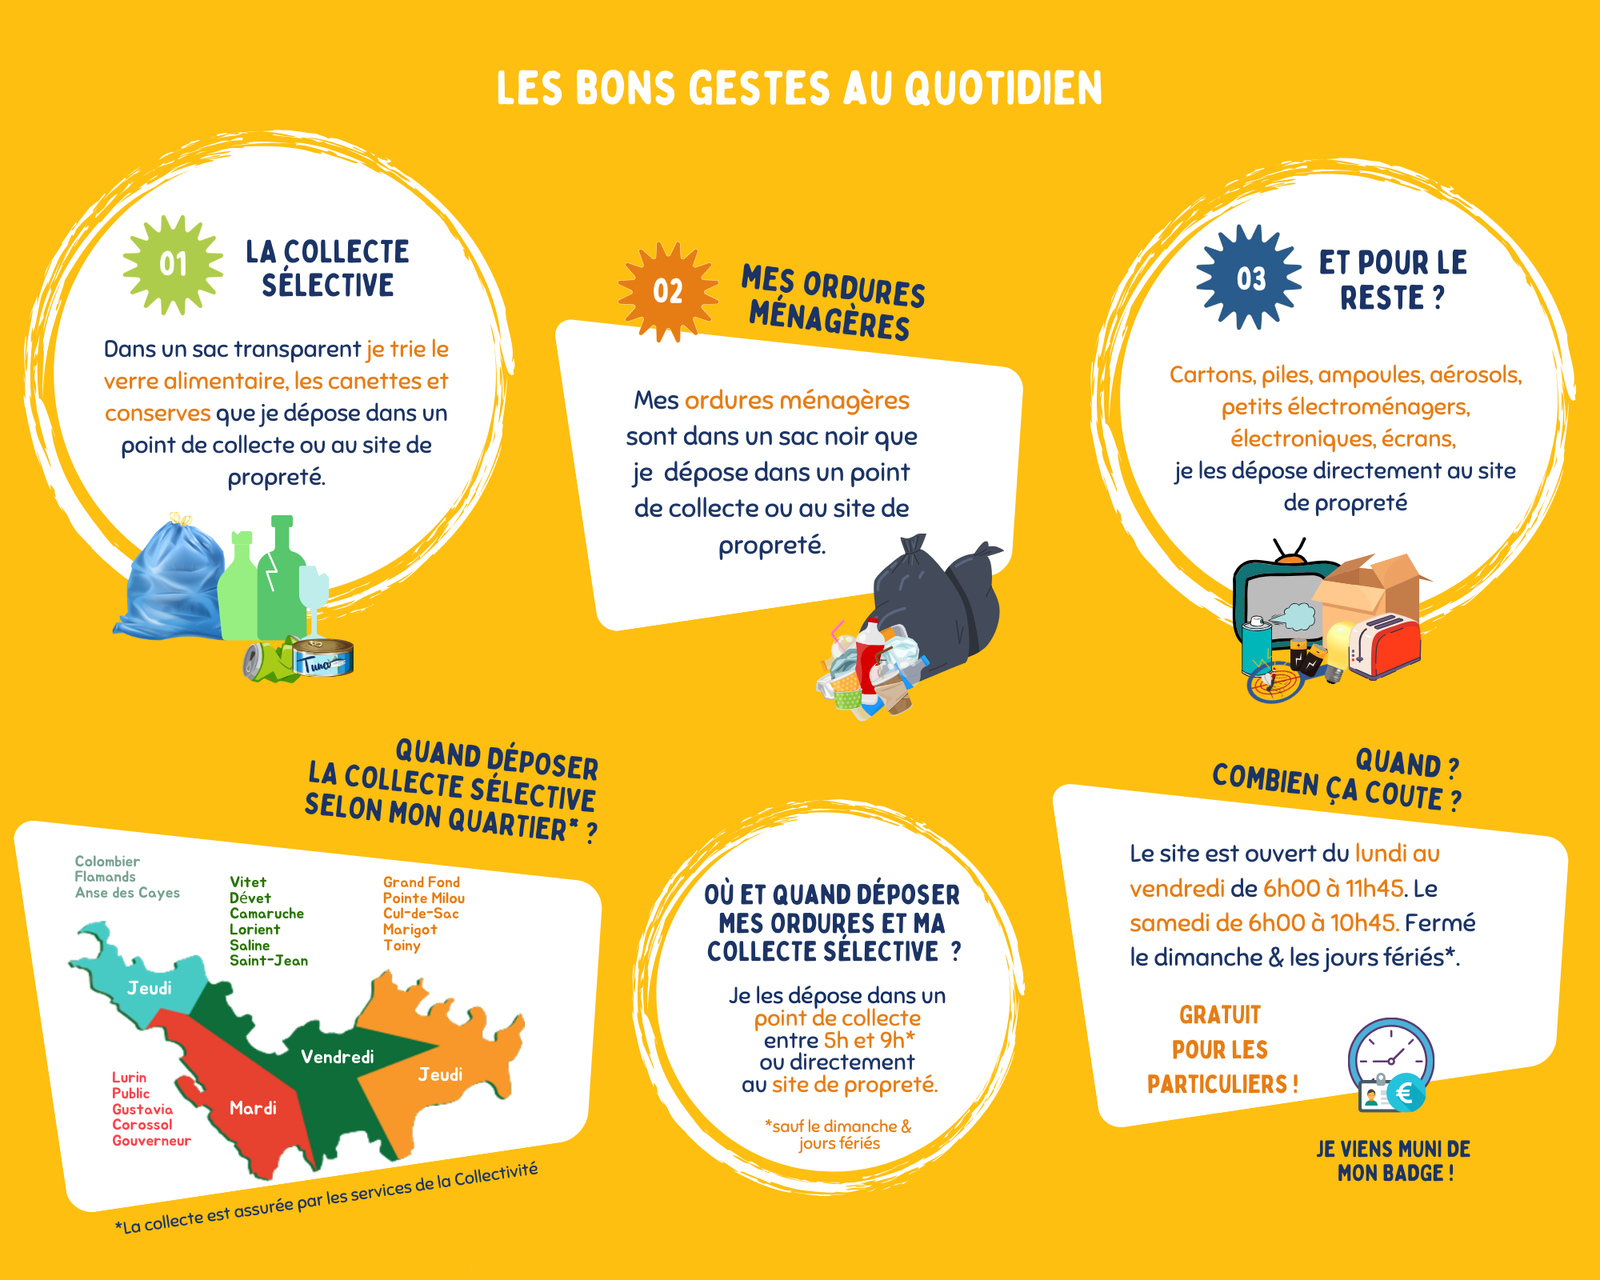 LES BONS GESTES AU QUOTIDIEN
01
LA COLLECTE
SÉLECTIVE
Dans un sac transparent je trie le
verre alimentaire, les canettes et
conserves que je dépose dans un
point de collecte ou au site de
propreté.
Tuna
02
MES ORDURES
MÉNAGÈRES
Mes ordures ménagères
sont dans un sac noir que
je dépose dans un point
de collecte ou au site de
propreté.
03
ET POUR LE
RESTE ?
Cartons, piles, ampoules, aérosols,
petits électroménagers,
électroniques, écrans,
je les dépose directement au site
de propreté
QUAND DÉPOSER
LA COLLECTE SÉLECTIVE
SELON MON QUARTIER* ?
Colombier
Flamands
Anse des Cayes
Vitet
Dévet
Camaruche
Lorient
Saline
Saint-Jean
Grand Fond
Pointe Milou
Cul-de-Sac
Marigot
Toiny
Jeudi
Vendredi
Jeudi
Mardi
Lurin
Public
Gustavia
Corossol
Gouverneur
*La collecte est assurée par les services de la Collectivité
OÙ ET QUAND DÉPOSER
MES ORDURES ET MA
COLLECTE SÉLECTIVE ?
Je les dépose dans un
point de collecte
entre 5h et 9h*
ou directement
au site de propreté.
*sauf le dimanche &
jours fériés
QUAND ?
COMBIEN ÇA COUTE ?
Le site est ouvert du lundi au
vendredi de 6h00 à 11h45. Le
samedi de 6h00 à 10h45. Fermé
le dimanche & les jours fériés*.
GRATUIT
POUR LES
PARTICULIERS !
€
JE VIENS MUNI DE
MON BADGE !